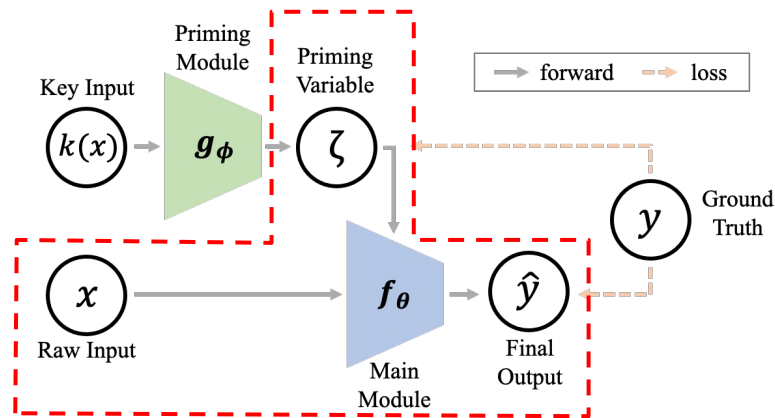 Priming
Module
Priming
Variable
forward
loss
Key Input
k(x)
g_ϕ
ζ
y
Ground
Truth
x
f_θ
ŷ
Raw Input
Main
Module
Final
Output